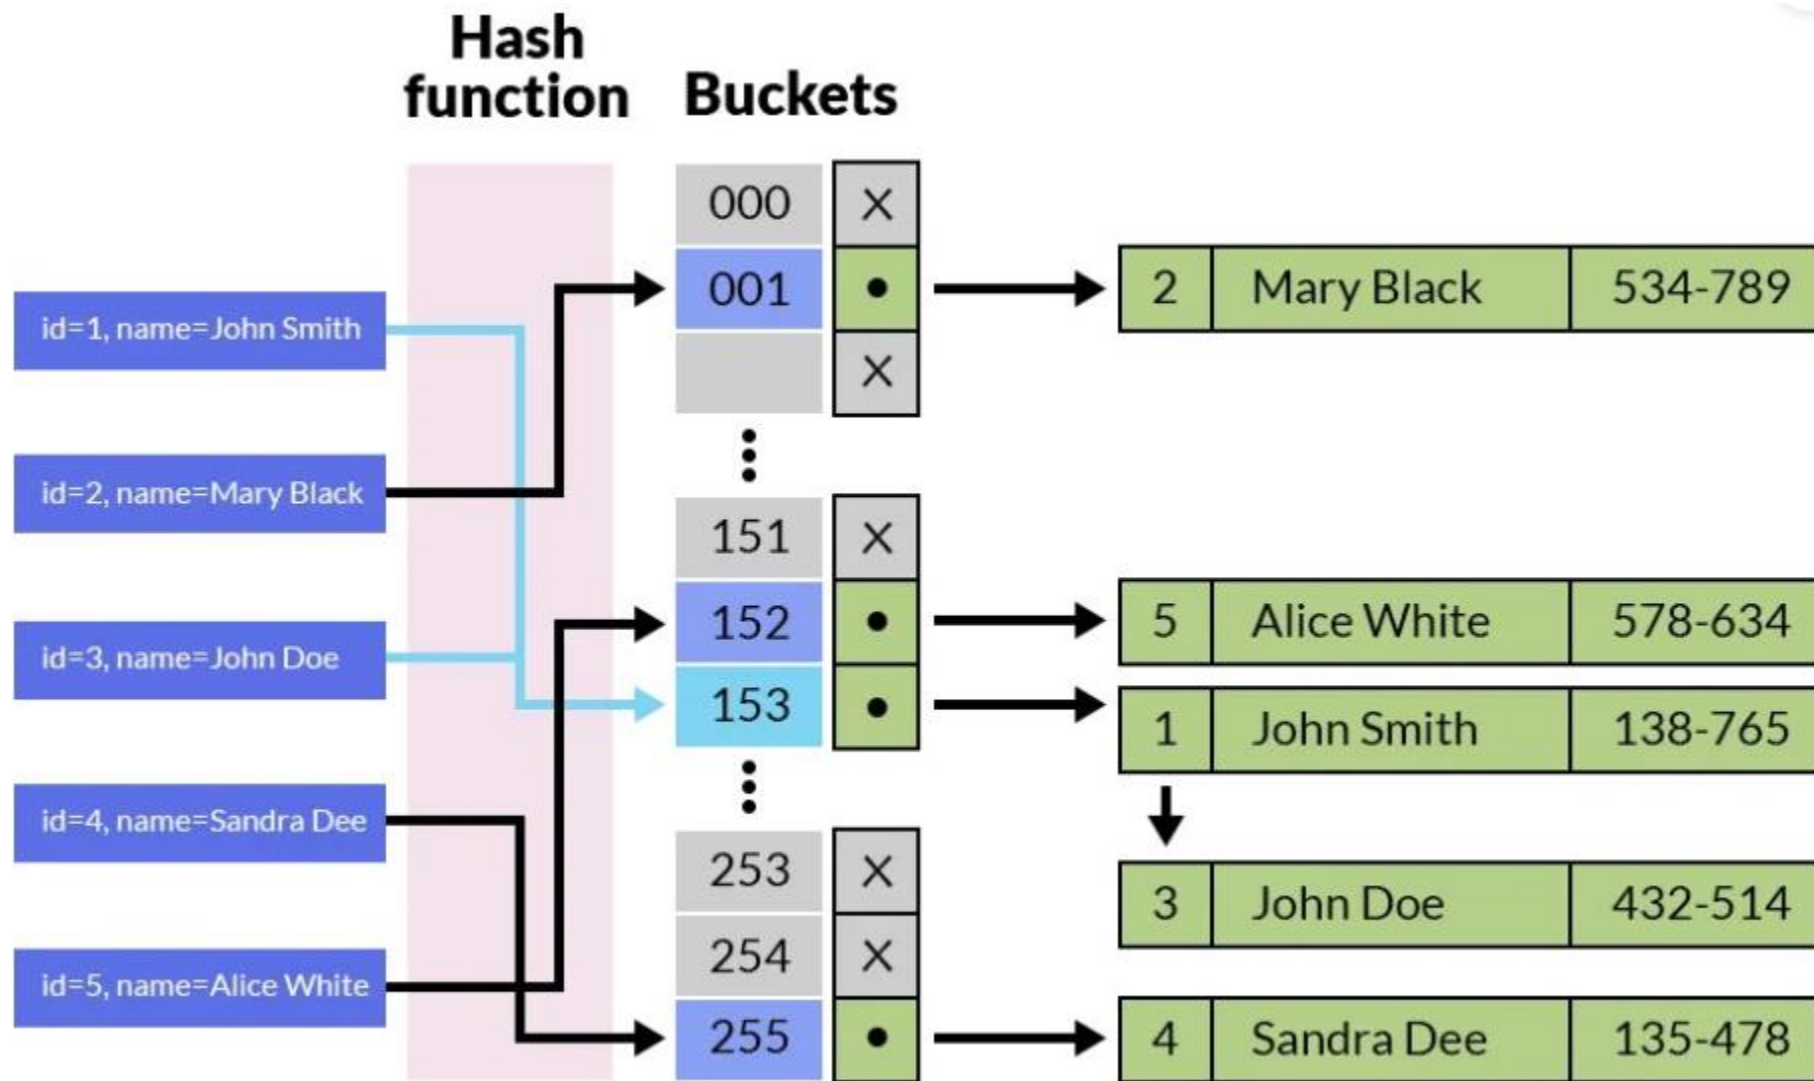 Hash
function
Buckets
id=1, name=John Smith
id=2, name=Mary Black
id=3, name=John Doe
id=4, name=Sandra Dee
id=5, name=Alice White
000 X
001
X
151 X
152
153
253 X
254 X
255
2 Mary Black 534-789
5 Alice White 578-634
1 John Smith 138-765
3 John Doe 432-514
4 Sandra Dee 135-478